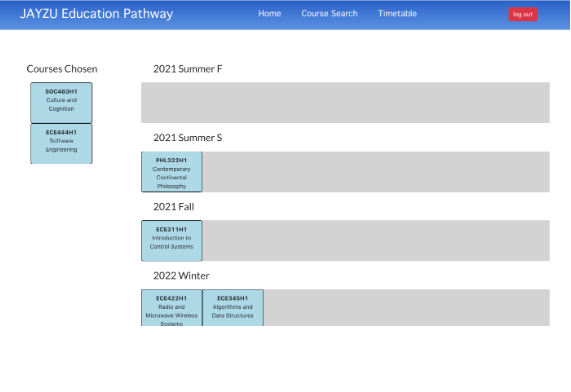 JAYZU Education Pathway
Home
Course Search
Timetable
log out
Courses Chosen
SOC483H1
Culture and
Cognition
ECE444H1
Software
Engineering
2021 Summer F
2021 Summer S
PHL322H1
Contemporary
Continental
Philosophy
2021 Fall
ECE311H1
Introduction to
Control Systems
2022 Winter
ECE422H1
Radio and
Microwave Wireless
Systems
ECE345H1
Algorithms and
Data Structures